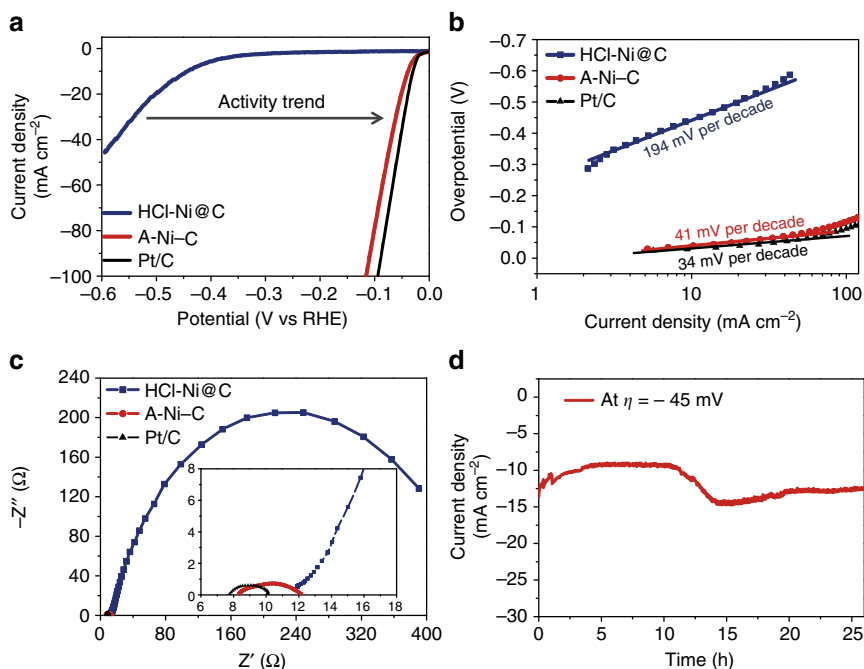 a
Current density
(mA cm−2)
0
−20
−40
−60
−80
−100
Activity trend
HCl-Ni@C
A-Ni–C
Pt/C
−0.6
−0.5
−0.4
−0.3
−0.2
−0.1
0.0
Potential (V vs RHE)
b
Overpotential (V)
−0.7
−0.6
−0.5
−0.4
−0.3
−0.2
−0.1
0.0
HCl-Ni@C
A-Ni–C
Pt/C
194 mV per decade
41 mV per decade
34 mV per decade
1
10
100
Current density (mA cm−2)
c
−Z″ (Ω)
240
200
160
120
80
40
0
HCl-Ni@C
A-Ni–C
Pt/C
8
6
4
2
0
6
8
10
12
14
16
18
0
80
160
240
320
400
Z′ (Ω)
d
Current density
(mA cm−2)
0
−5
−10
−15
−20
−25
−30
At η = − 45 mV
0
5
10
15
20
25
Time (h)